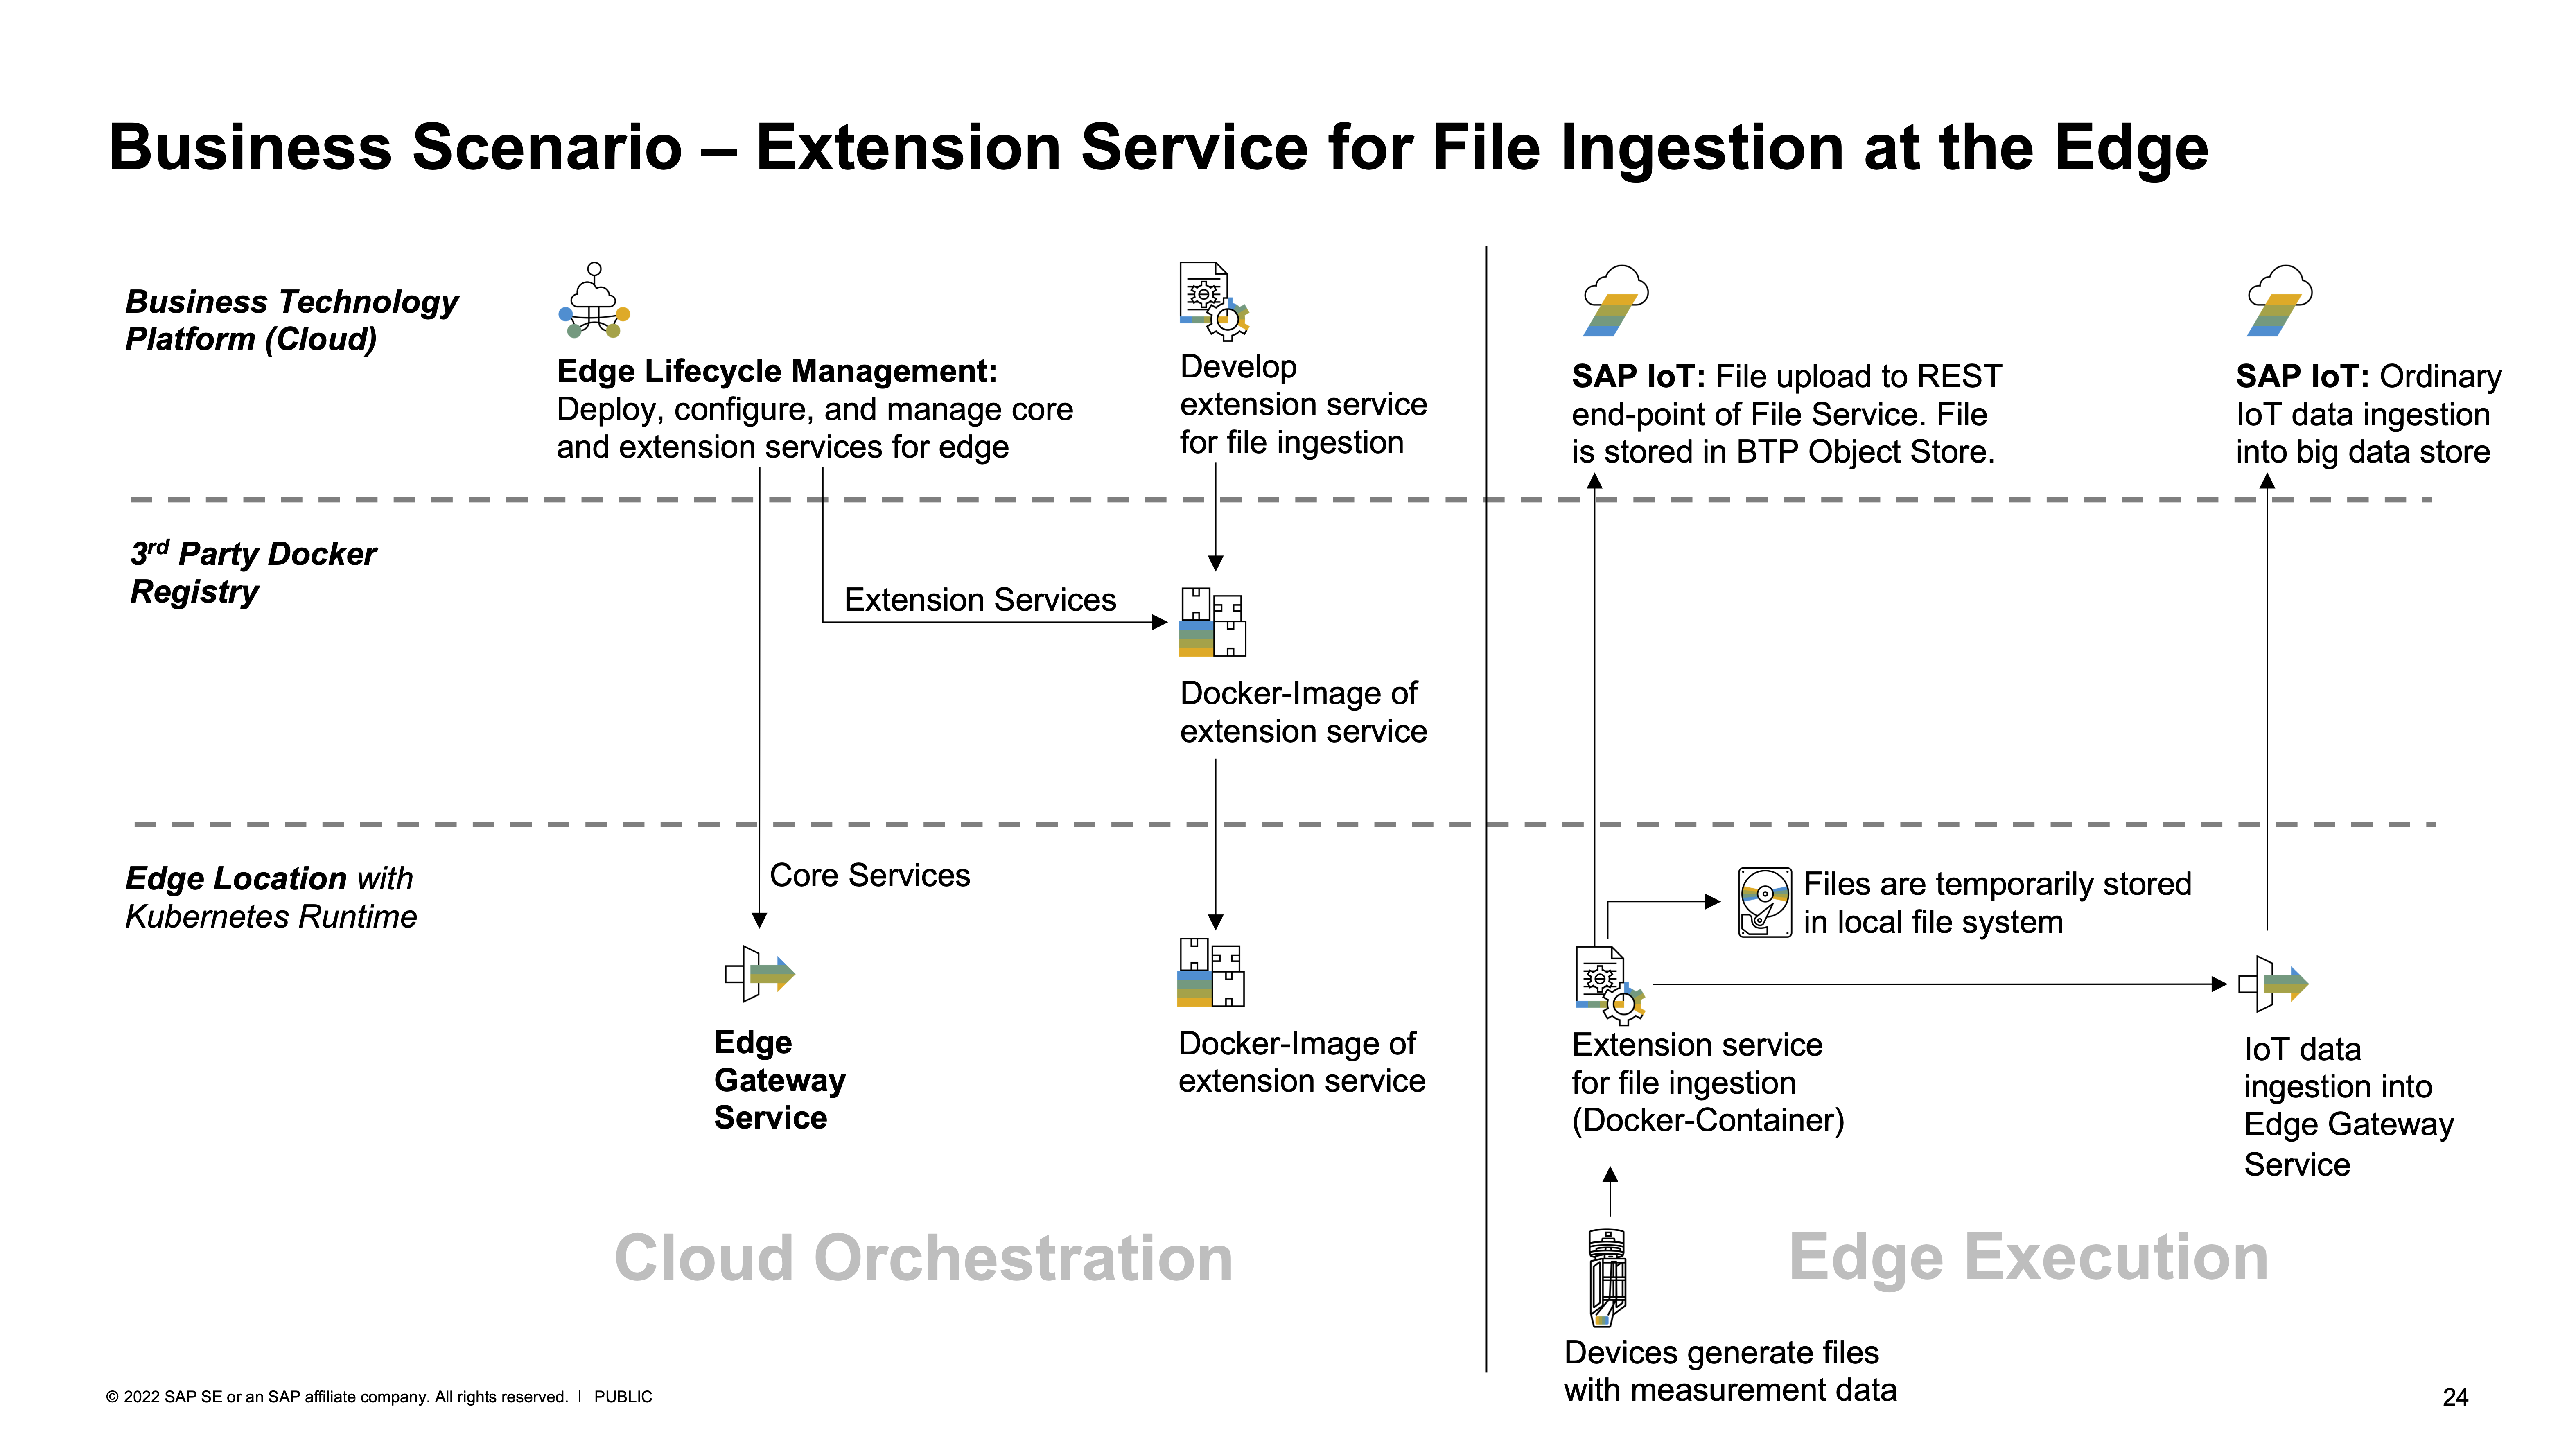 Business Scenario – Extension Service for File Ingestion at the Edge
Business Technology
Platform (Cloud)
Edge Lifecycle Management:
Deploy, configure, and manage core
and extension services for edge
Develop
extension service
for file ingestion
SAP IoT: File upload to REST
end-point of File Service. File
is stored in BTP Object Store.
SAP IoT: Ordinary
IoT data ingestion
into big data store
3rd Party Docker
Registry
Extension Services
Docker-Image of
extension service
Edge Location with
Kubernetes Runtime
Core Services
Edge
Gateway
Service
Docker-Image of
extension service
Files are temporarily stored
in local file system
Extension service
for file ingestion
(Docker-Container)
IoT data
ingestion into
Edge Gateway
Service
Cloud Orchestration
Edge Execution
Devices generate files
with measurement data
© 2022 SAP SE or an SAP affiliate company. All rights reserved. | PUBLIC
24